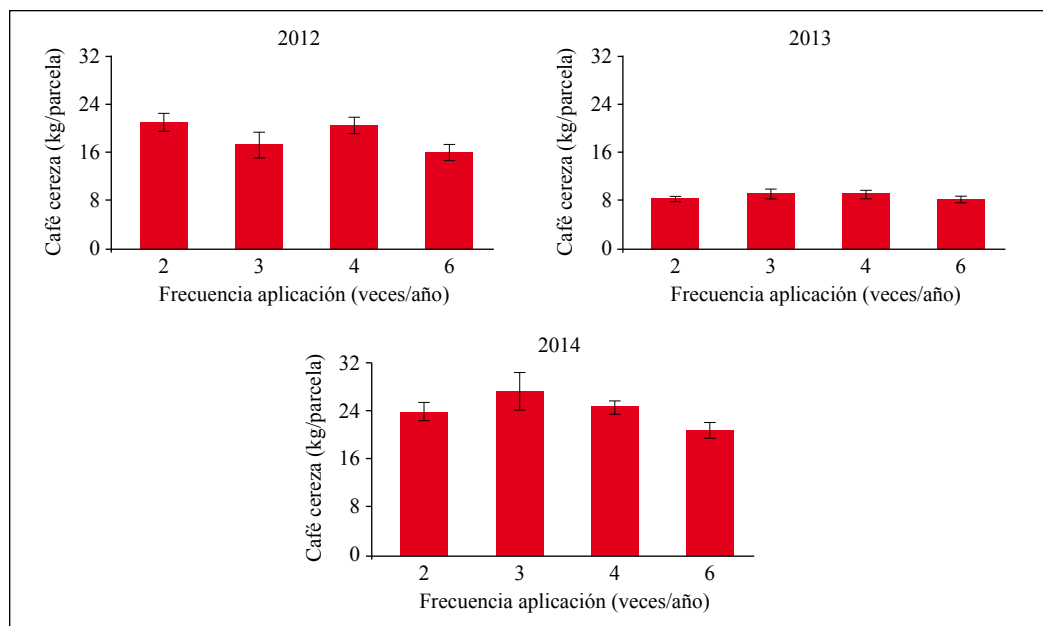 2012
Café cereza (kg/parcela)
32
24
16
8
0
2 3 4 6
Frecuencia aplicación (veces/año)
2013
Café cereza (kg/parcela)
32
24
16
8
0
2 3 4 6
Frecuencia aplicación (veces/año)
2014
Café cereza (kg/parcela)
32
24
16
8
0
2 3 4 6
Frecuencia aplicación (veces/año)